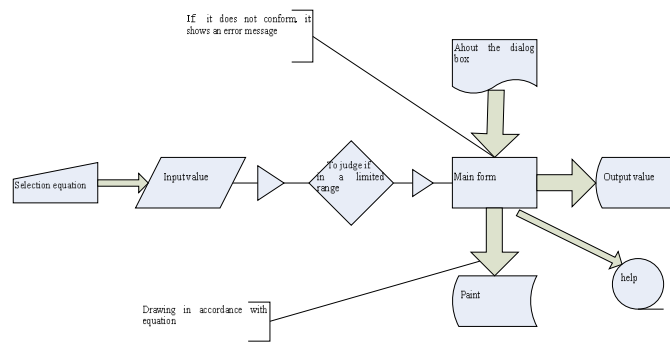 If it does not conform, it
shows an error message
Ahout the dialog
box
Selection equation
Inputvalue
To judge if
in a limited
range
Main form
Output value
help
Paint
Drawing in accordance with
equation